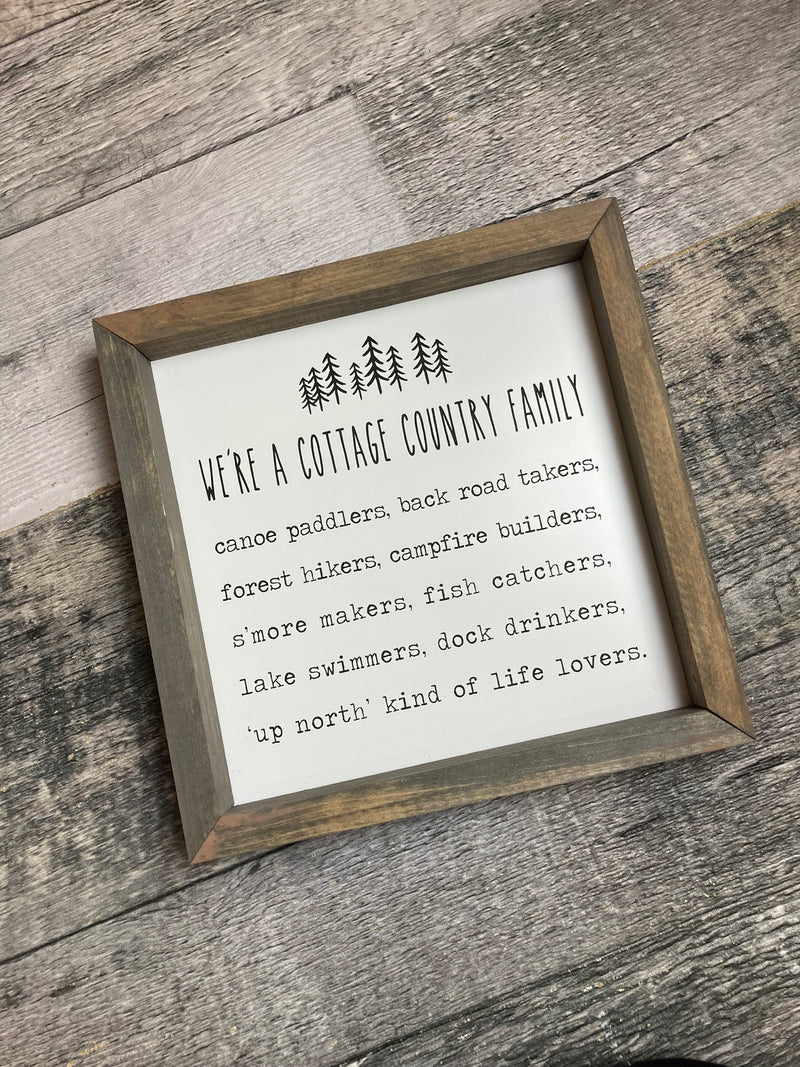 WE'RE A COTTAGE COUNTRY FAMILY
canoe paddlers, back road takers,
forest hikers, campfire builders,
s'more makers, fish catchers,
lake swimmers, dock drinkers,
'up north' kind of life lovers.